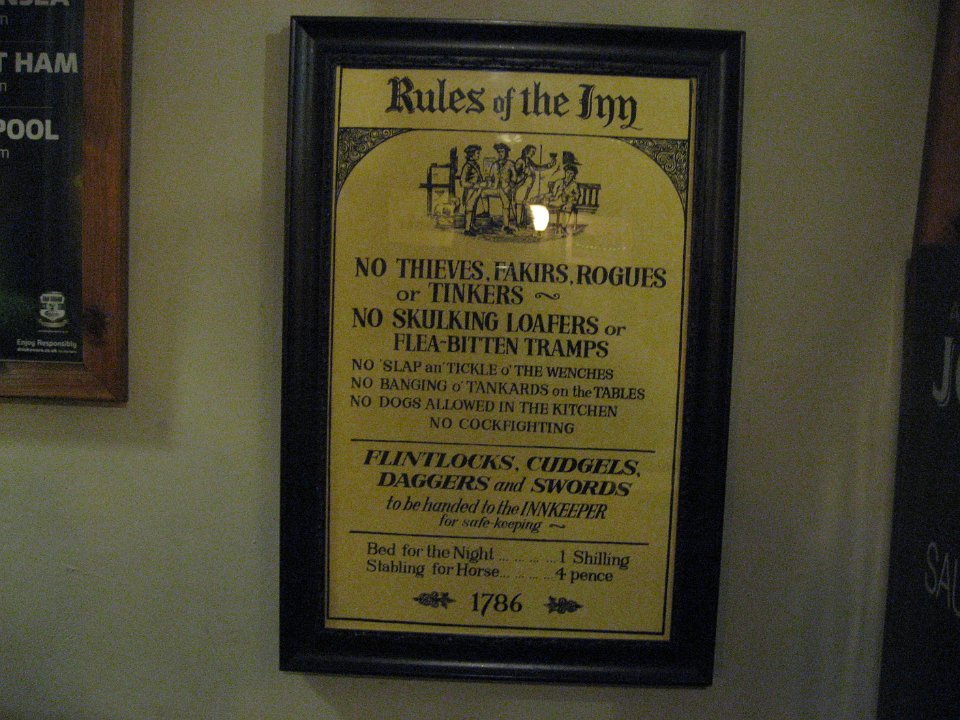 T HAM
POOL
Enjoy Responsibly
Rules of the Inn
NO THIEVES, FAKIRS, ROGUES
or TINKERS
NO SKULKING LOAFERS or
FLEA-BITTEN TRAMPS
NO 'SLAP an' TICKLE o' THE WENCHES
NO BANGING o' TANKARDS on the TABLES
NO DOGS ALLOWED IN THE KITCHEN
NO COCKFIGHTING
FLINTLOCKS, CUDGELS,
DAGGERS and SWORDS
to be handed to the INNKEEPER
for safe-keeping
Bed for the Night ... ... ... ...1 Shilling
Stabling for Horse... ... ... ...4 pence
1786